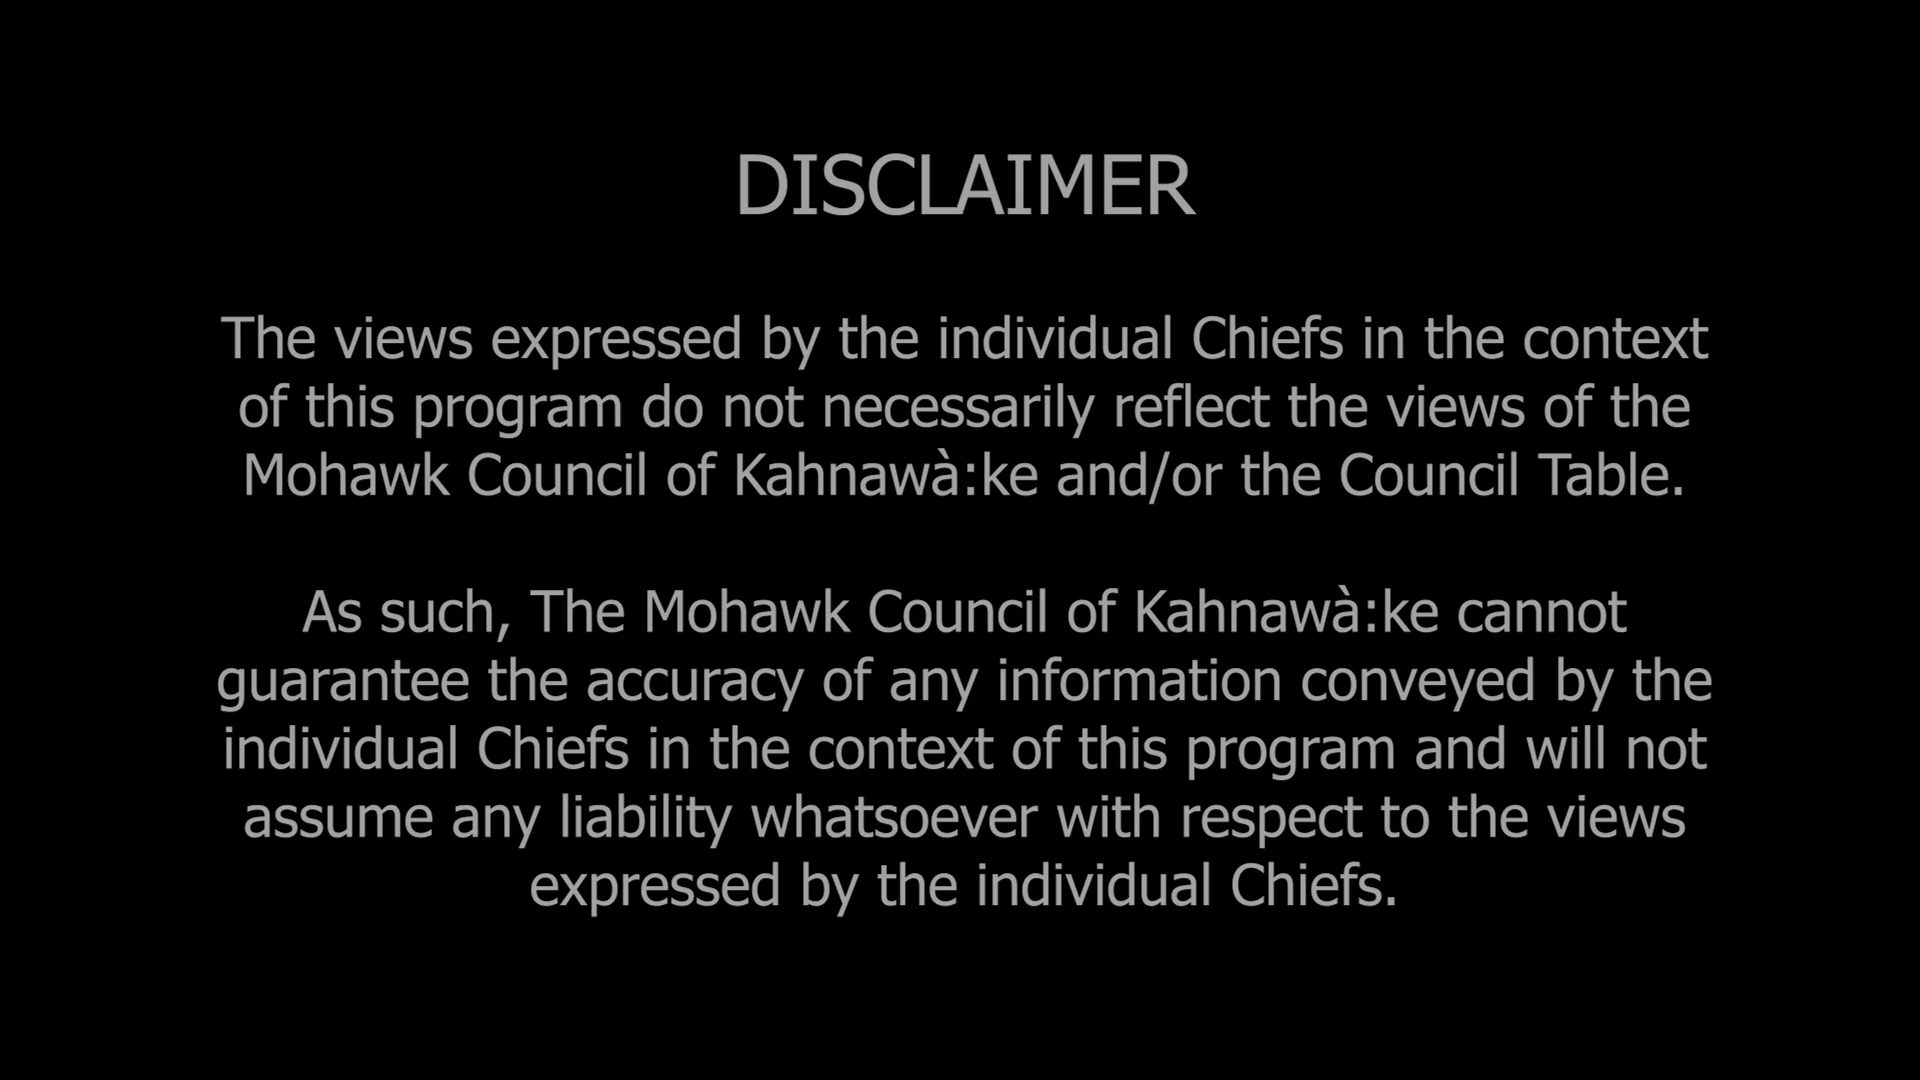 DISCLAIMER
The views expressed by the individual Chiefs in the context
of this program do not necessarily reflect the views of the
Mohawk Council of Kahnawà:ke and/or the Council Table.
As such, The Mohawk Council of Kahnawà:ke cannot
guarantee the accuracy of any information conveyed by the
individual Chiefs in the context of this program and will not
assume any liability whatsoever with respect to the views
expressed by the individual Chiefs.